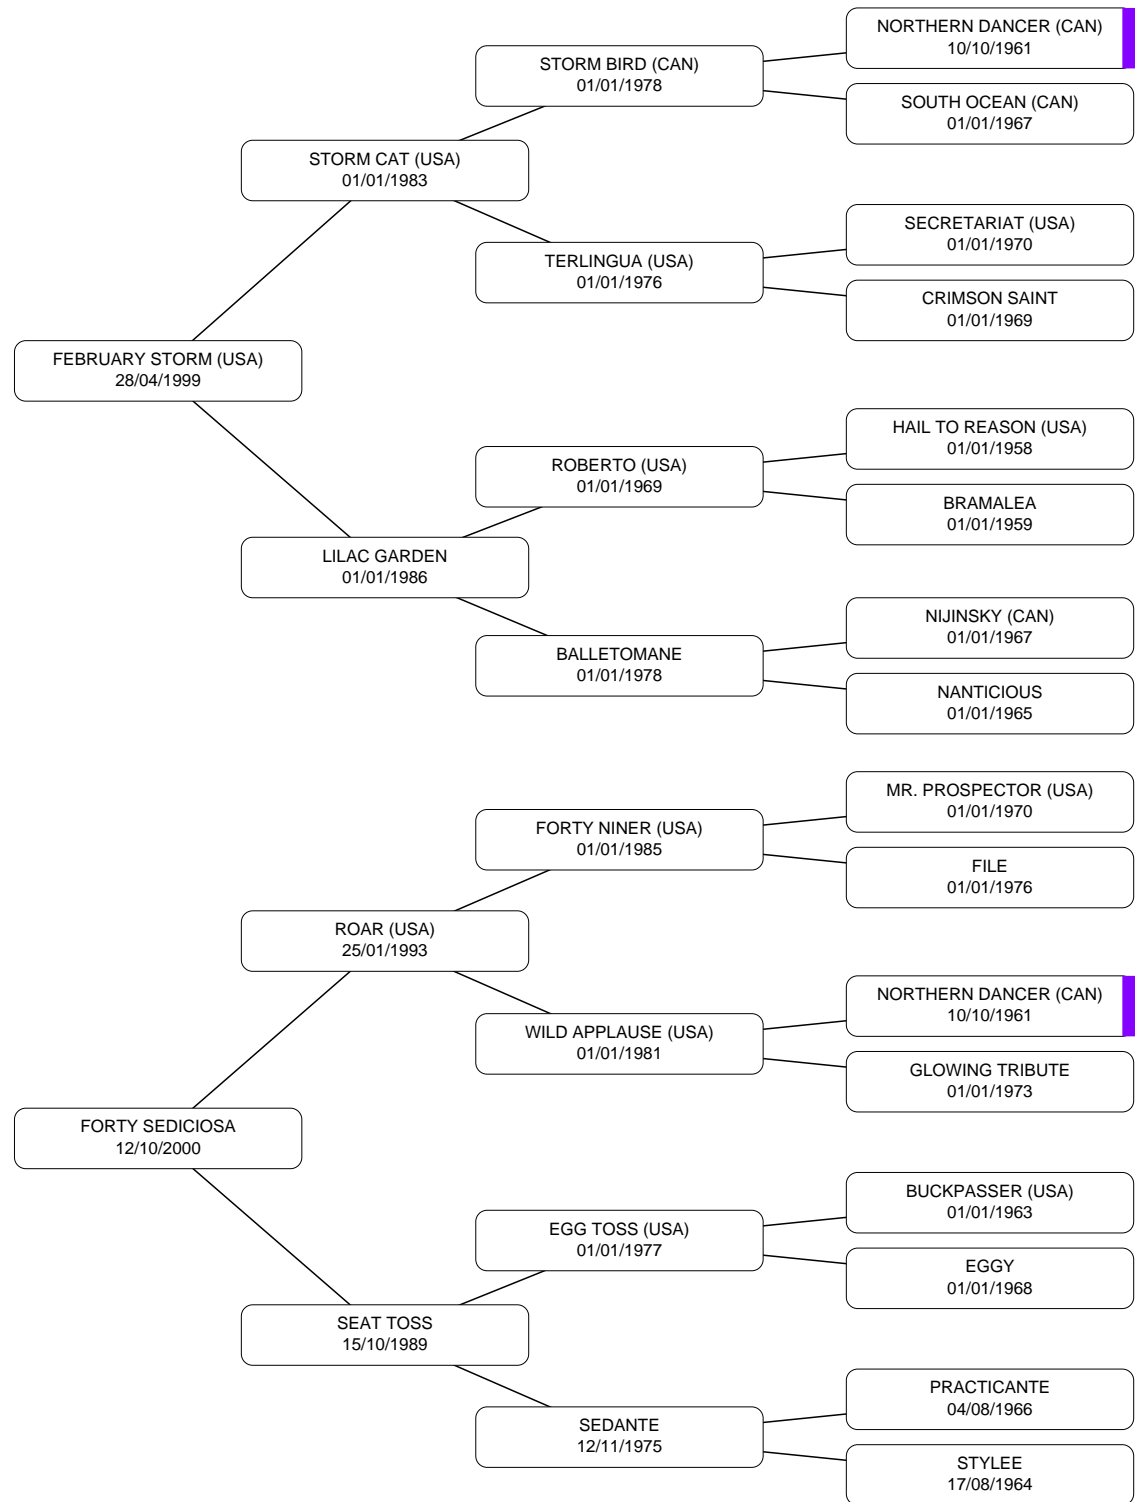 NORTHERN DANCER (CAN)
10/10/1961
STORM BIRD (CAN)
01/01/1978
SOUTH OCEAN (CAN)
01/01/1967
STORM CAT (USA)
01/01/1983
SECRETARIAT (USA)
01/01/1970
TERLINGUA (USA)
01/01/1976
CRIMSON SAINT
01/01/1969
FEBRUARY STORM (USA)
28/04/1999
HAIL TO REASON (USA)
01/01/1958
ROBERTO (USA)
01/01/1969
BRAMALEA
01/01/1959
LILAC GARDEN
01/01/1986
NIJINSKY (CAN)
01/01/1967
BALLETOMANE
01/01/1978
NANTICIOUS
01/01/1965
MR. PROSPECTOR (USA)
01/01/1970
FORTY NINER (USA)
01/01/1985
FILE
01/01/1976
ROAR (USA)
25/01/1993
NORTHERN DANCER (CAN)
10/10/1961
WILD APPLAUSE (USA)
01/01/1981
GLOWING TRIBUTE
01/01/1973
FORTY SEDICIOSA
12/10/2000
BUCKPASSER (USA)
01/01/1963
EGG TOSS (USA)
01/01/1977
EGGY
01/01/1968
SEAT TOSS
15/10/1989
PRACTICANTE
04/08/1966
SEDANTE
12/11/1975
STYLEE
17/08/1964